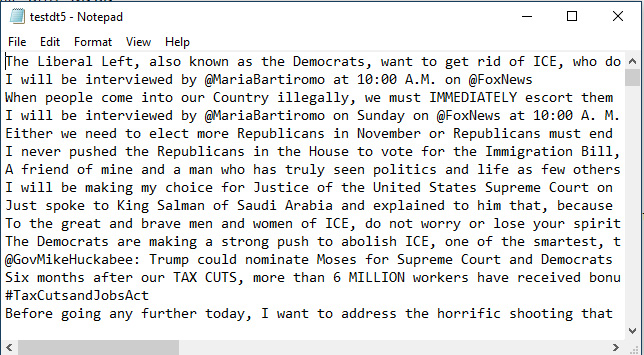 testdt5 - Notepad
File Edit Format View Help
The Liberal Left, also known as the Democrats, want to get rid of ICE, who do
I will be interviewed by @MariaBartiromo at 10:00 A.M. on @FoxNews
When people come into our Country illegally, we must IMMEDIATELY escort them
I will be interviewed by @MariaBartiromo on Sunday on @FoxNews at 10:00 A. M.
Either we need to elect more Republicans in November or Republicans must end
I never pushed the Republicans in the House to vote for the Immigration Bill,
A friend of mine and a man who has truly seen politics and life as few others
I will be making my choice for Justice of the United States Supreme Court on
Just spoke to King Salman of Saudi Arabia and explained to him that, because
To the great and brave men and women of ICE, do not worry or lose your spirit
The Democrats are making a strong push to abolish ICE, one of the smartest, t
@GovMikeHuckabee: Trump could nominate Moses for Supreme Court and Democrats
Six months after our TAX CUTS, more than 6 MILLION workers have received bonu
#TaxCutsandJobsAct
Before going any further today, I want to address the horrific shooting that